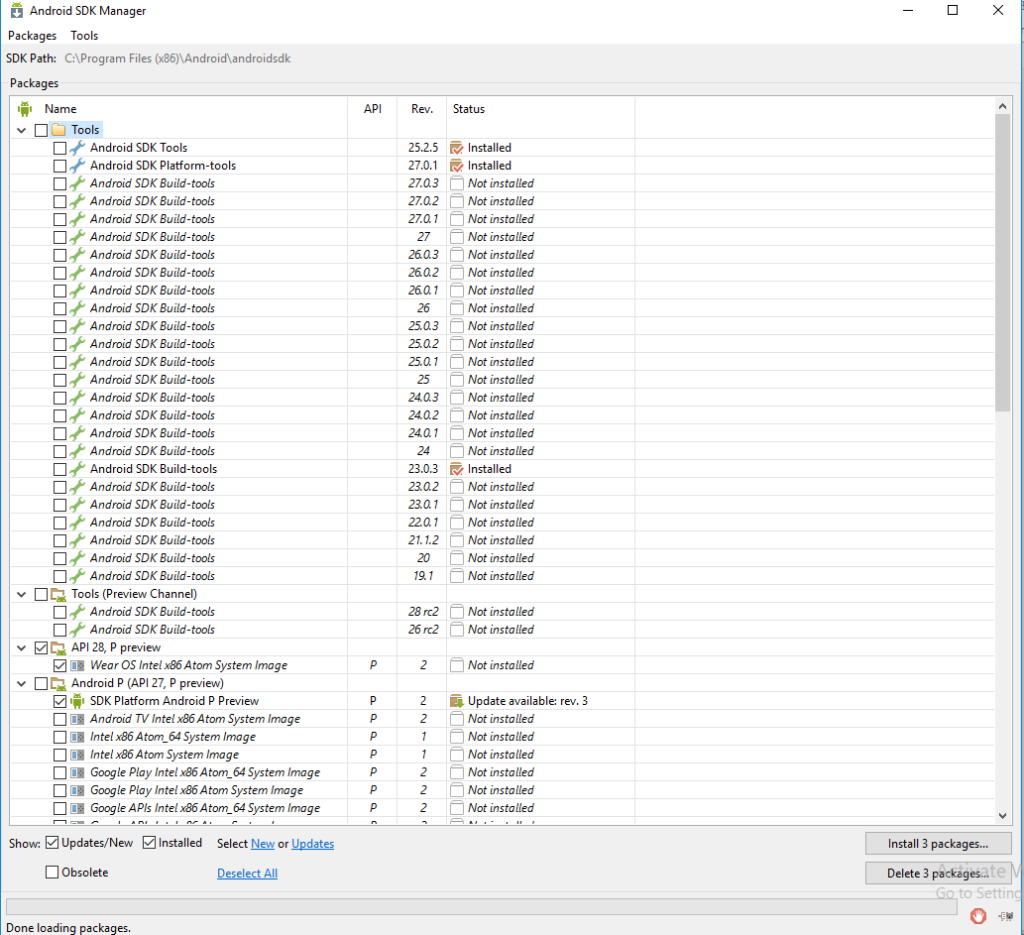 Android SDK Manager
Packages Tools
SDK Path: C:\Program Files (x86)\Android\androidsdk
Packages
Name API Rev. Status
Tools
Android SDK Tools 25.2.5 Installed
Android SDK Platform-tools 27.0.1 Installed
Android SDK Build-tools 27.0.3 Not installed
Android SDK Build-tools 27.0.2 Not installed
Android SDK Build-tools 27.0.1 Not installed
Android SDK Build-tools 27 Not installed
Android SDK Build-tools 26.0.3 Not installed
Android SDK Build-tools 26.0.2 Not installed
Android SDK Build-tools 26.0.1 Not installed
Android SDK Build-tools 26 Not installed
Android SDK Build-tools 25.0.3 Not installed
Android SDK Build-tools 25.0.2 Not installed
Android SDK Build-tools 25.0.1 Not installed
Android SDK Build-tools 25 Not installed
Android SDK Build-tools 24.0.3 Not installed
Android SDK Build-tools 24.0.2 Not installed
Android SDK Build-tools 24.0.1 Not installed
Android SDK Build-tools 24 Not installed
Android SDK Build-tools 23.0.3 Installed
Android SDK Build-tools 23.0.2 Not installed
Android SDK Build-tools 23.0.1 Not installed
Android SDK Build-tools 22.0.1 Not installed
Android SDK Build-tools 21.1.2 Not installed
Android SDK Build-tools 20 Not installed
Android SDK Build-tools 19.1 Not installed
Tools (Preview Channel)
Android SDK Build-tools 28 rc2 Not installed
Android SDK Build-tools 26 rc2 Not installed
API 28, P preview
Wear OS Intel x86 Atom System Image P 2 Not installed
Android P (API 27, P preview)
SDK Platform Android P Preview P 2 Update available: rev. 3
Android TV Intel x86 Atom System Image P 2 Not installed
Intel x86 Atom_64 System Image P 1 Not installed
Intel x86 Atom System Image P 1 Not installed
Google Play Intel x86 Atom_64 System Image P 2 Not installed
Google Play Intel x86 Atom System Image P 2 Not installed
Google APIs Intel x86 Atom_64 System Image P 2 Not installed
Show: Updates/New Installed Select New or Updates Install 3 packages...
Obsolete Deselect All Delete 3 packages...
Activate
Go to Setting
Done loading packages.